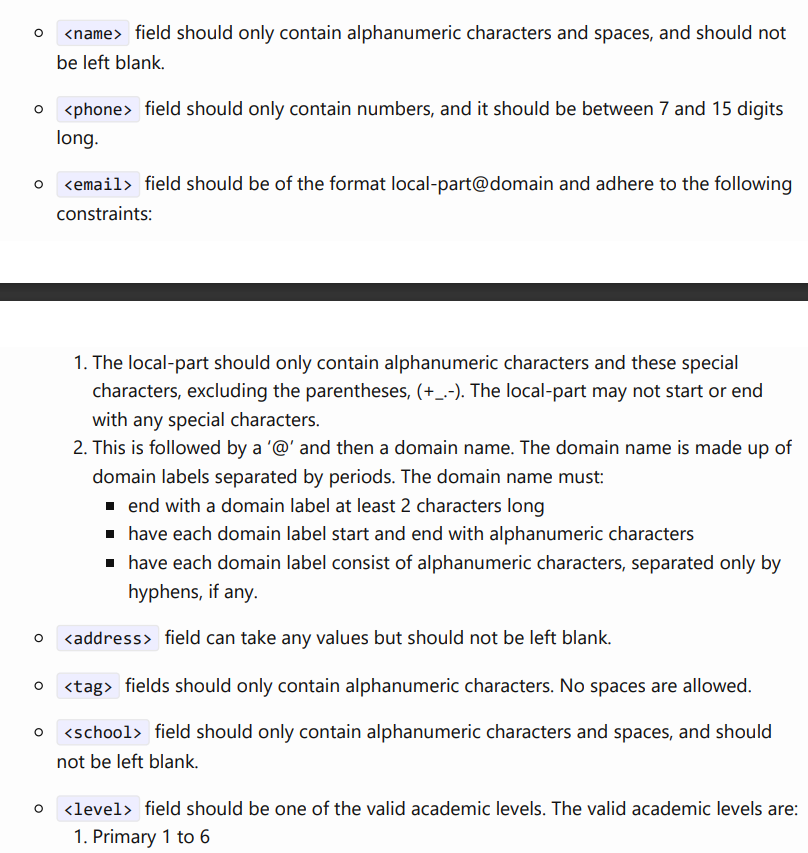 <name> field should only contain alphanumeric characters and spaces, and should not
be left blank.
<phone> field should only contain numbers, and it should be between 7 and 15 digits
long.
<email> field should be of the format local-part@domain and adhere to the following
constraints:
1. The local-part should only contain alphanumeric characters and these special
characters, excluding the parentheses, (+_.-). The local-part may not start or end
with any special characters.
2. This is followed by a '@' and then a domain name. The domain name is made up of
domain labels separated by periods. The domain name must:
end with a domain label at least 2 characters long
have each domain label start and end with alphanumeric characters
have each domain label consist of alphanumeric characters, separated only by
hyphens, if any.
<address> field can take any values but should not be left blank.
<tag> fields should only contain alphanumeric characters. No spaces are allowed.
<school> field should only contain alphanumeric characters and spaces, and should
not be left blank.
<level> field should be one of the valid academic levels. The valid academic levels are:
1. Primary 1 to 6